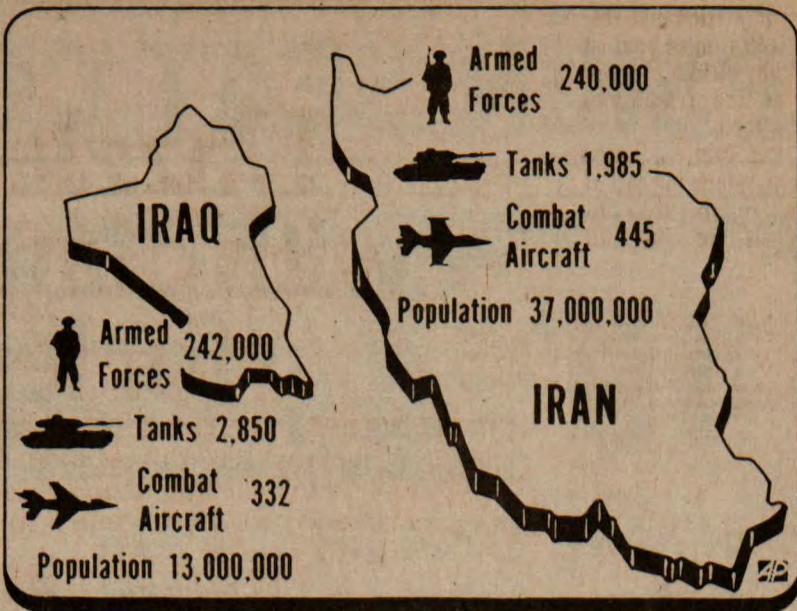 IRAQ
Armed
Forces 242,000
Tanks 2,850
Combat
Aircraft 332
Population 13,000,000
Armed
Forces 240,000
Tanks 1,985
Combat
Aircraft 445
Population 37,000,000
IRAN
AP